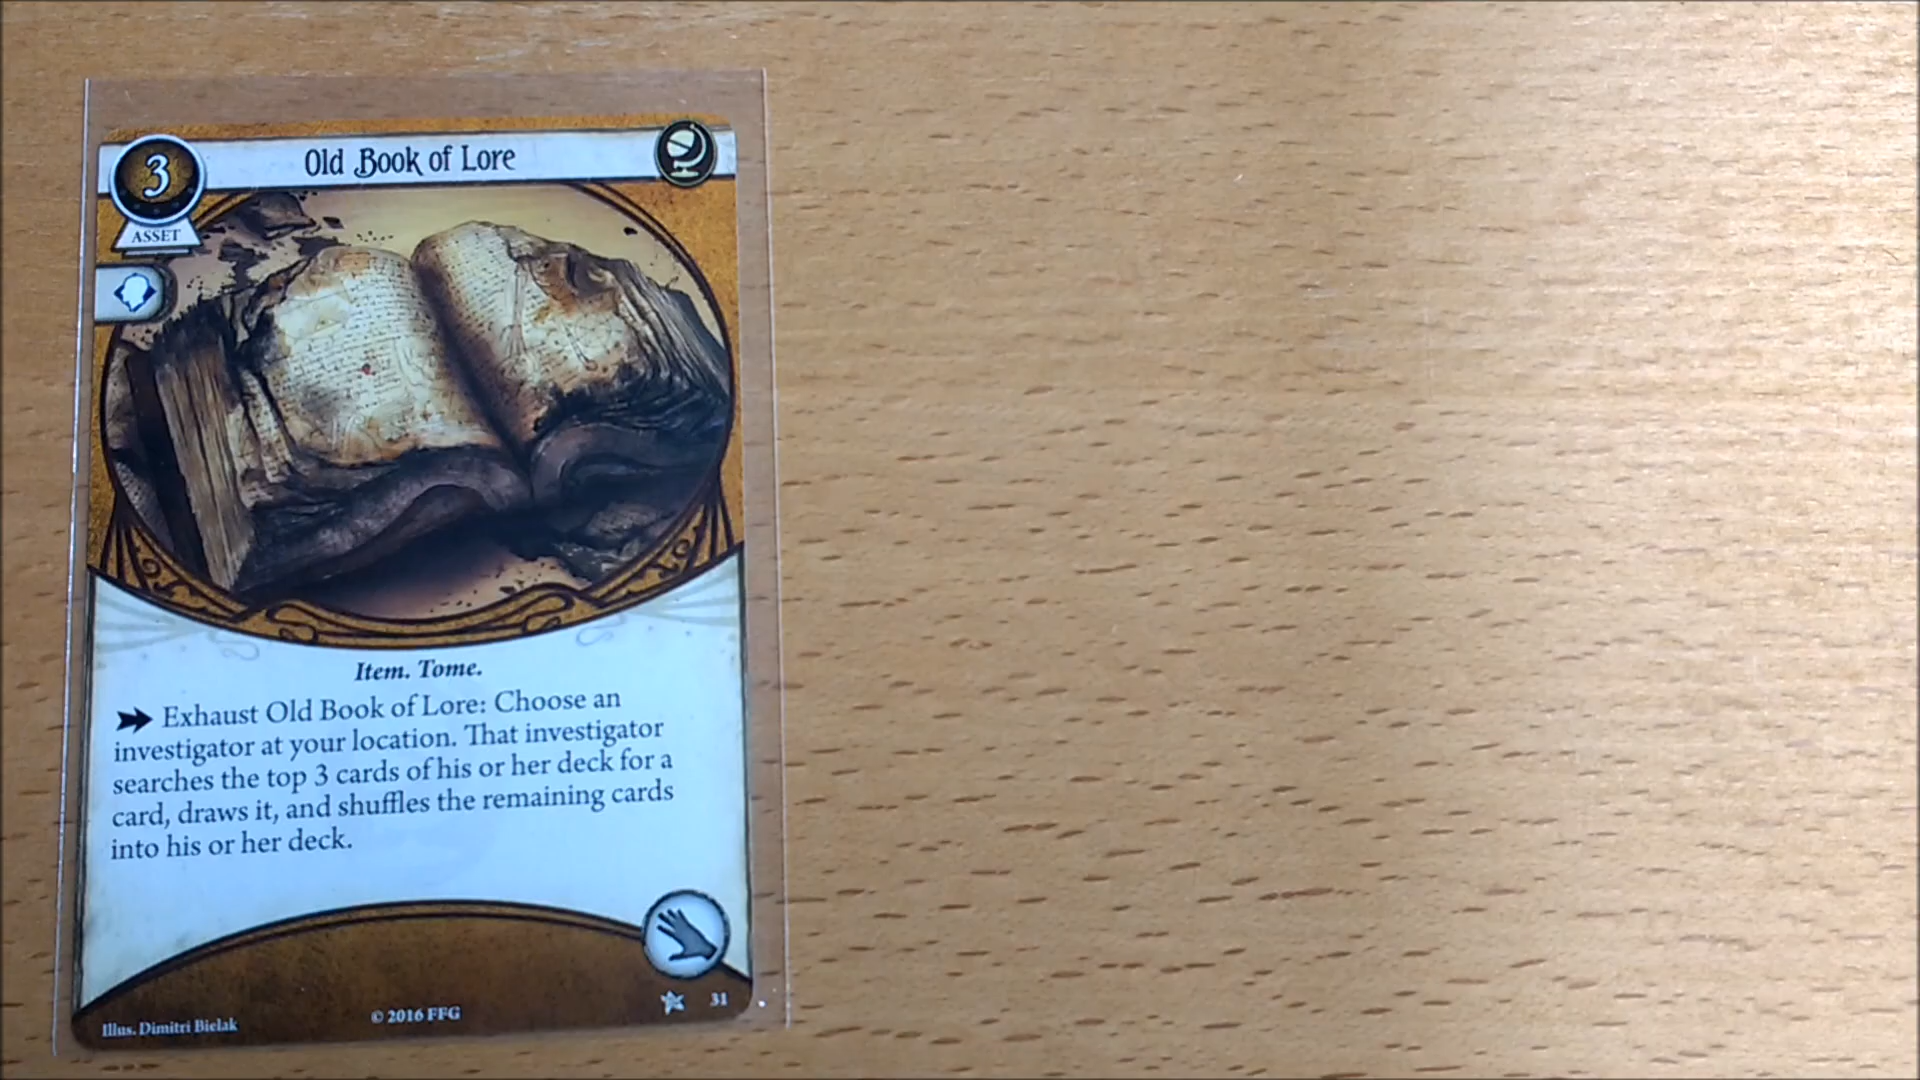 3
Old Book of Lore
ASSET
Item. Tome.
Exhaust Old Book of Lore: Choose an
investigator at your location. That investigator
searches the top 3 cards of his or her deck for a
card, draws it, and shuffles the remaining cards
into his or her deck.
Illus. Dimitri Bielak
© 2016 FFG
31